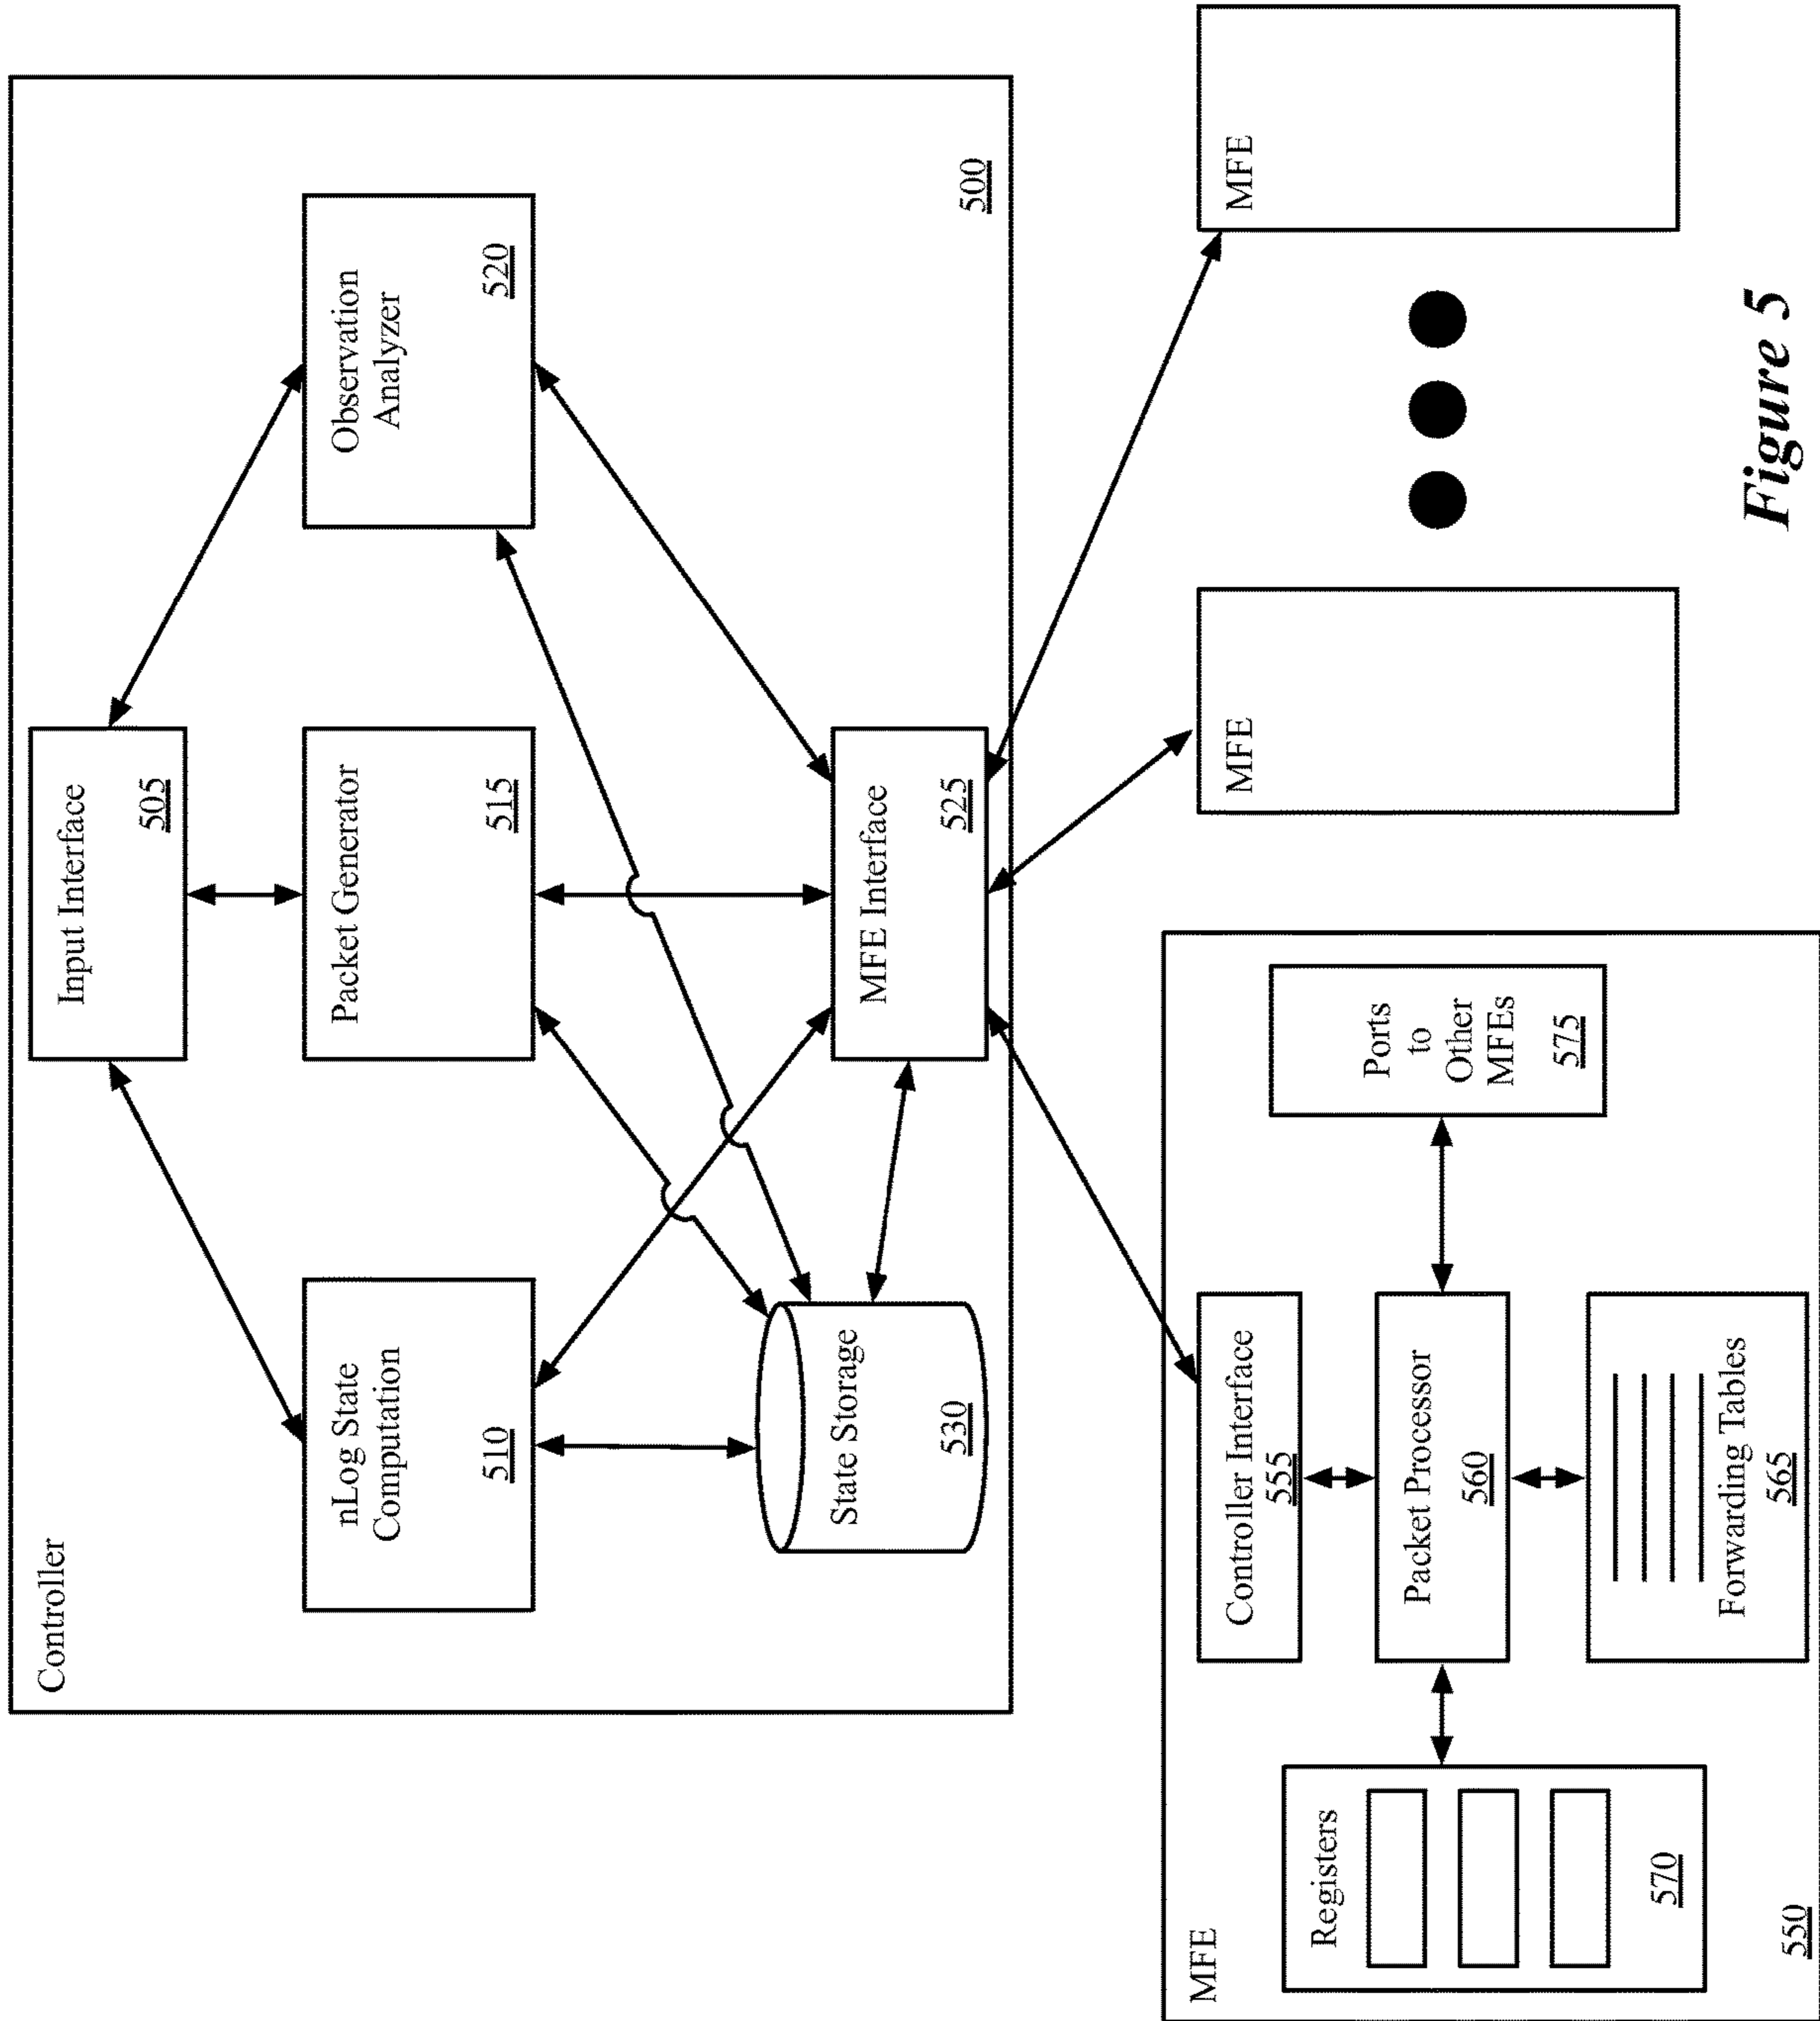 Controller
Input Interface
505
nLog State
Computation
510
Packet Generator
515
Observation
Analyzer
520
State Storage
530
MFE Interface
525
500
MFE
Registers
570
Controller Interface
555
Packet Processor
560
Forwarding Tables
565
Ports
to
Other
MFEs
575
550
MFE
MFE
Figure 5